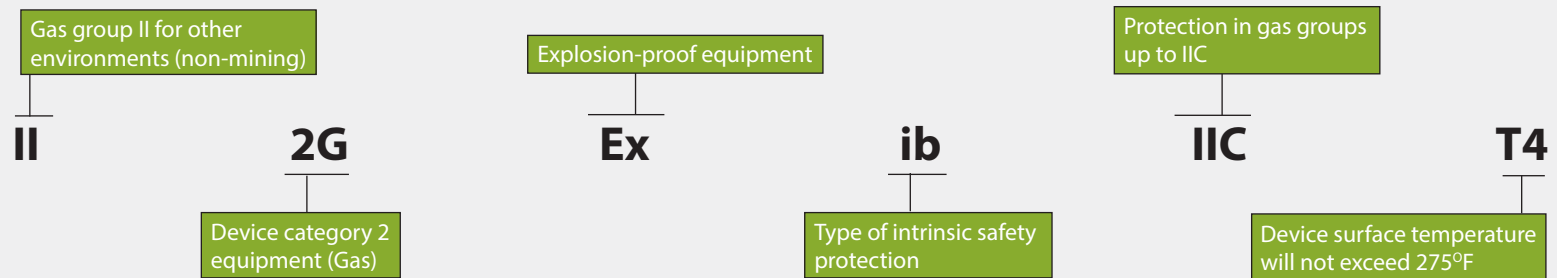 Gas group II for other
environments (non-mining)
Explosion-proof equipment
Protection in gas groups
up to IIC
II 2G Ex ib IIC T4
Device category 2
equipment (Gas)
Type of intrinsic safety
protection
Device surface temperature
will not exceed 275ºF